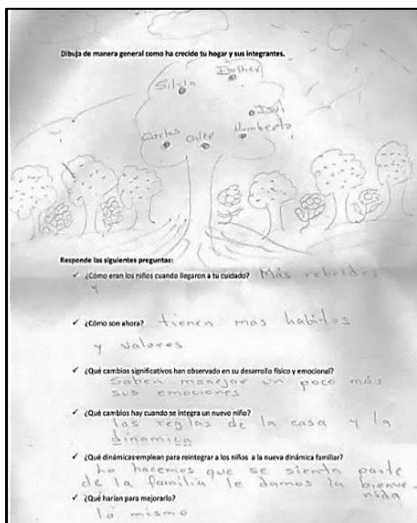 Dibuja de manera general como ha crecido tu hogar y sus integrantes.
Esther
Silvia
Isui
Carlos Caleb Humberto
Responde las siguientes preguntas:
✓ ¿Cómo eran los niños cuando llegaron a tu cuidado? Más rebeldes
y
✓ ¿Cómo son ahora? tienen más habitos
y valores
✓ ¿Qué cambios significativos han observado en su desarrollo físico y emocional?
Saben manejar un poco más
sus emociones
✓ ¿Qué cambios hay cuando se integra un nuevo niño?
las reglas de la casa y la
dinamica
✓ ¿Qué dinámicas emplean para reintegrar a los niños a la nueva dinámica familiar?
Lo hacemos que se sienta parte
de la familia le damos la bienve-
nida
✓ ¿Qué harían para mejorarlo?
lo mismo